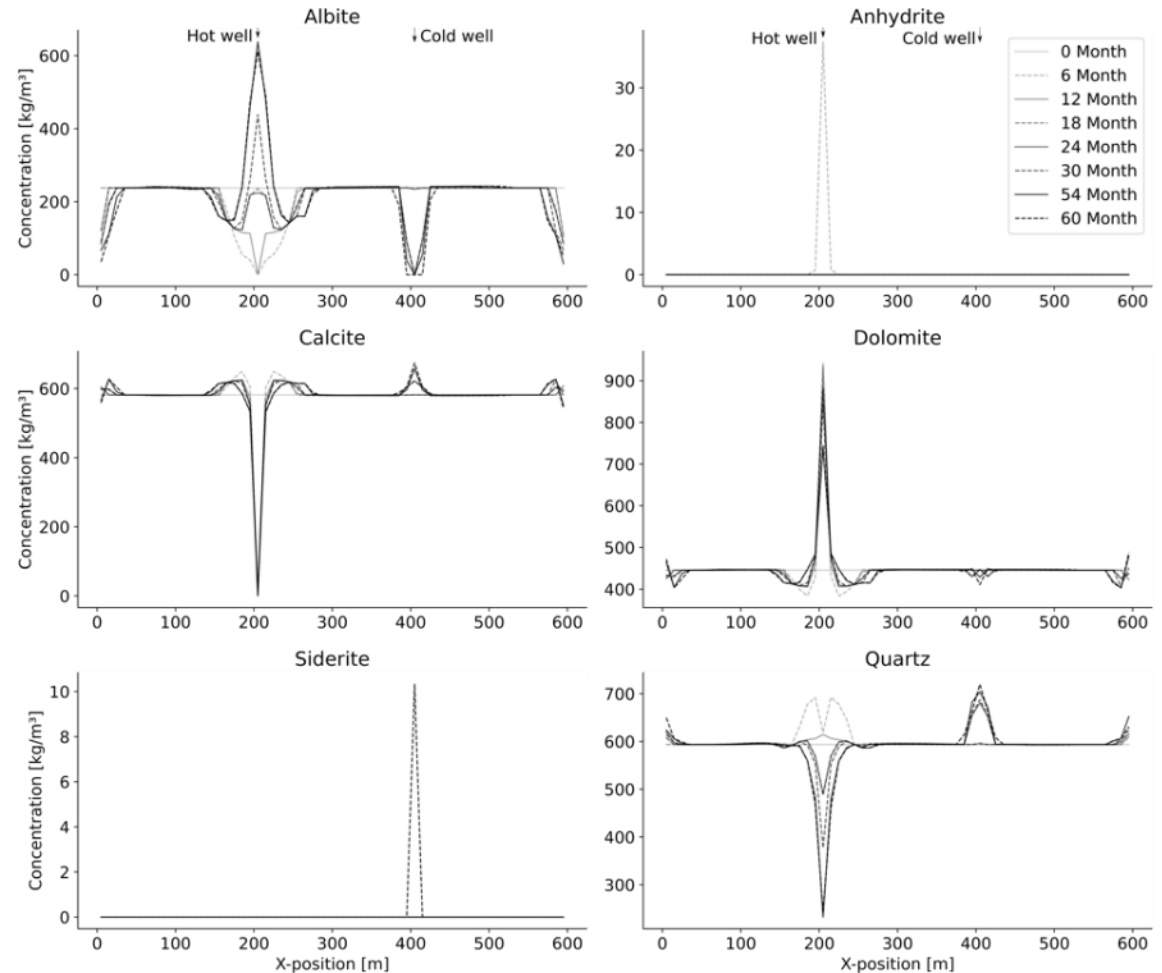 Albite
Hot well
Cold well
Concentration [kg/m³]
600
400
200
0
0 100 200 300 400 500 600
Anhydrite
Hot well
Cold well
0 Month
6 Month
12 Month
18 Month
24 Month
30 Month
54 Month
60 Month
30
20
10
0
0 100 200 300 400 500 600
Calcite
Concentration [kg/m³]
600
400
200
0
0 100 200 300 400 500 600
Dolomite
900
800
700
600
500
400
0 100 200 300 400 500 600
Siderite
Concentration [kg/m³]
10
8
6
4
2
0
0 100 200 300 400 500 600
X-position [m]
Quartz
700
600
500
400
300
0 100 200 300 400 500 600
X-position [m]